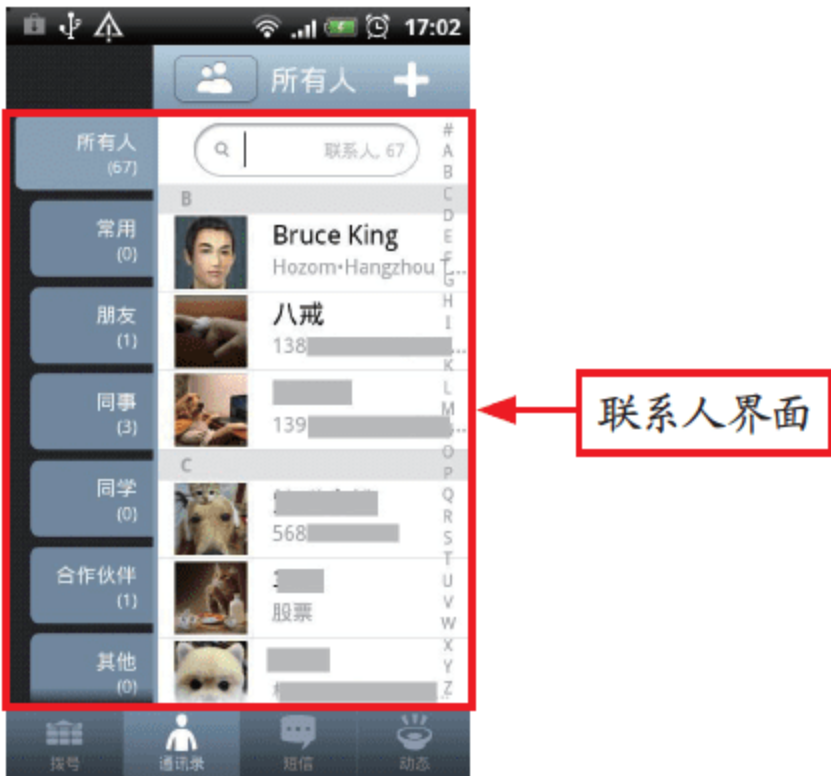 17:02
所有人
所有人
(67)
常用
(0)
朋友
(1)
同事
(3)
同学
(0)
合作伙伴
(1)
其他
(0)
联系人, 67
B
Bruce King
Hozom·Hangzhou T...
八戒
138
139
C
568
股票
#
A
B
C
D
E
F
G
H
I
K
L
M
O
P
Q
R
S
T
U
V
W
X
Y
Z
拨号
通讯录
短信
动态
联系人界面